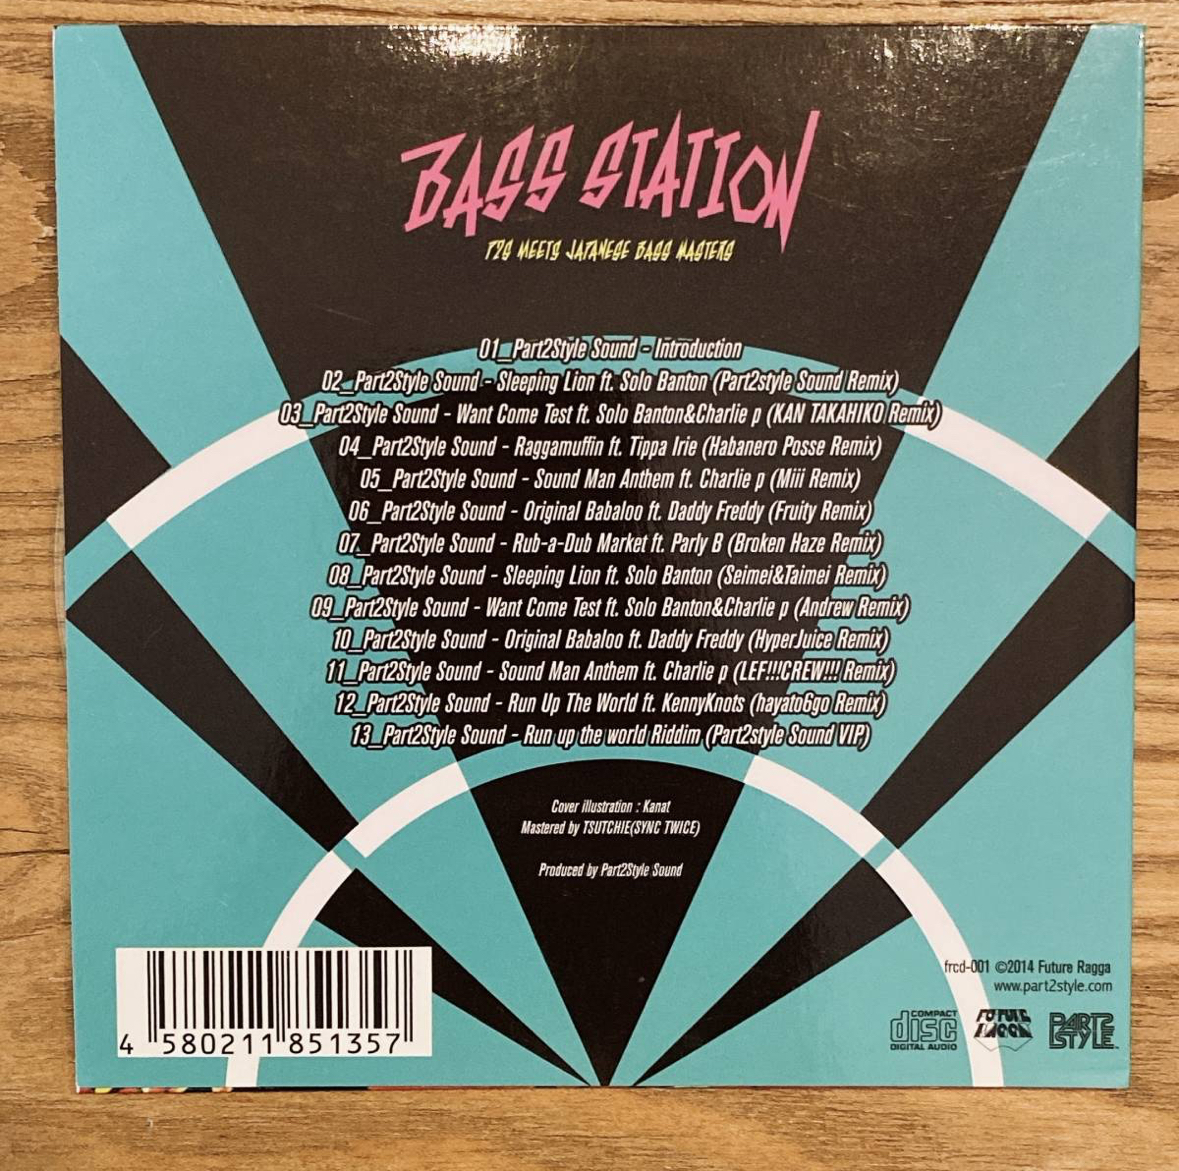 BASS STATION
P2S MEETS JAPANESE BASS MASTERS
01_Part2Style Sound - Introduction
02_Part2Style Sound - Sleeping Lion ft. Solo Banton (Part2style Sound Remix)
03_Part2Style Sound - Want Come Test ft. Solo Banton&Charlie p (KAN TAKAHIKO Remix)
04_Part2Style Sound - Raggamuffin ft. Tippa Irie (Habanero Posse Remix)
05_Part2Style Sound - Sound Man Anthem ft. Charlie p (Miii Remix)
06_Part2Style Sound - Original Babaloo ft. Daddy Freddy (Fruity Remix)
07_Part2Style Sound - Rub-a-Dub Market ft. Parly B (Broken Haze Remix)
08_Part2Style Sound - Sleeping Lion ft. Solo Banton (Seimei&Taimei Remix)
09_Part2Style Sound - Want Come Test ft. Solo Banton&Charlie p (Andrew Remix)
10_Part2Style Sound - Original Babaloo ft. Daddy Freddy (HyperJuice Remix)
11_Part2Style Sound - Sound Man Anthem ft. Charlie p (LEF!!!CREW!!! Remix)
12_Part2Style Sound - Run Up The World ft. KennyKnots (hayato6go Remix)
13_Part2Style Sound - Run up the world Riddim (Part2style Sound VIP)
Cover illustration : Kanat
Mastered by TSUTCHIE(SYNC TWICE)
Produced by Part2Style Sound
frcd-001 ©2014 Future Ragga
www.part2style.com
COMPACT
disc
DIGITAL AUDIO
FUTURE
RAGGA
PART2
STYLE
4 580211 851357